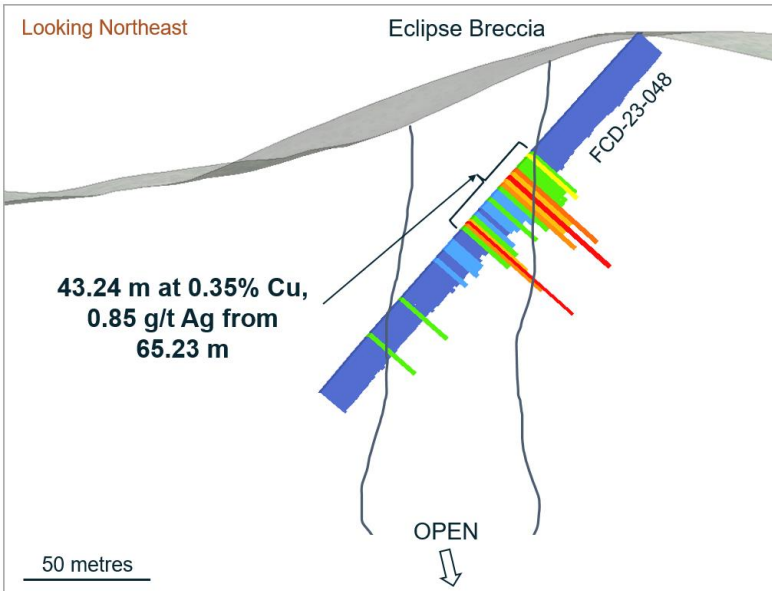 Looking Northeast
Eclipse Breccia
FCD-23-048
43.24 m at 0.35% Cu,
0.85 g/t Ag from
65.23 m
OPEN
50 metres